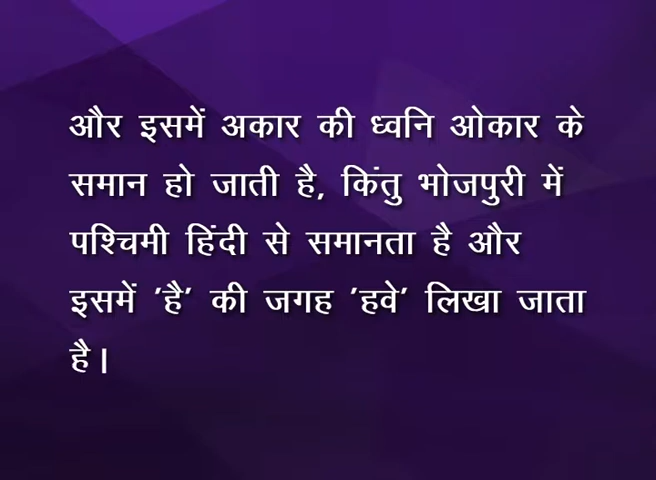 और इसमें अकार की ध्वनि ओकार के
समान हो जाती है, किंतु भोजपुरी में
पश्चिमी हिंदी से समानता है और
इसमें 'है' की जगह 'हवे' लिखा जाता
है।